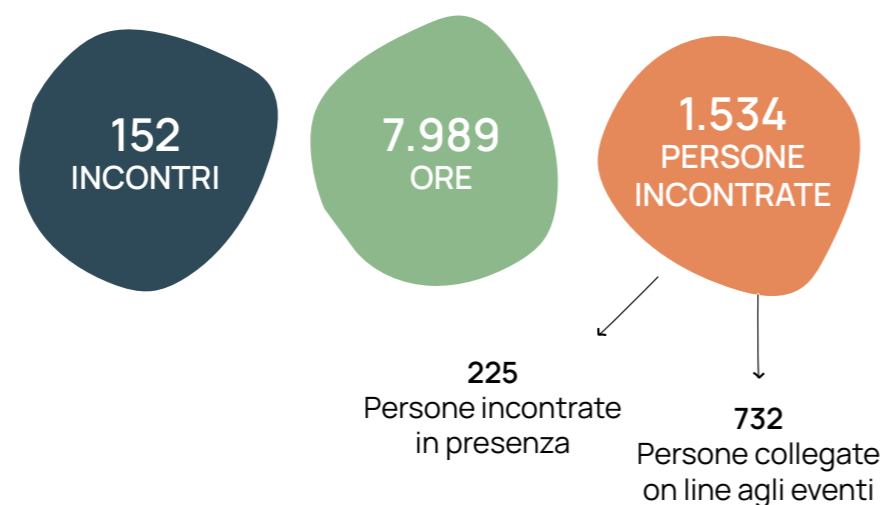 152
INCONTRI
7.989
ORE
1.534
PERSONE
INCONTRATE
225
Persone incontrate
in presenza
732
Persone collegate
on line agli eventi